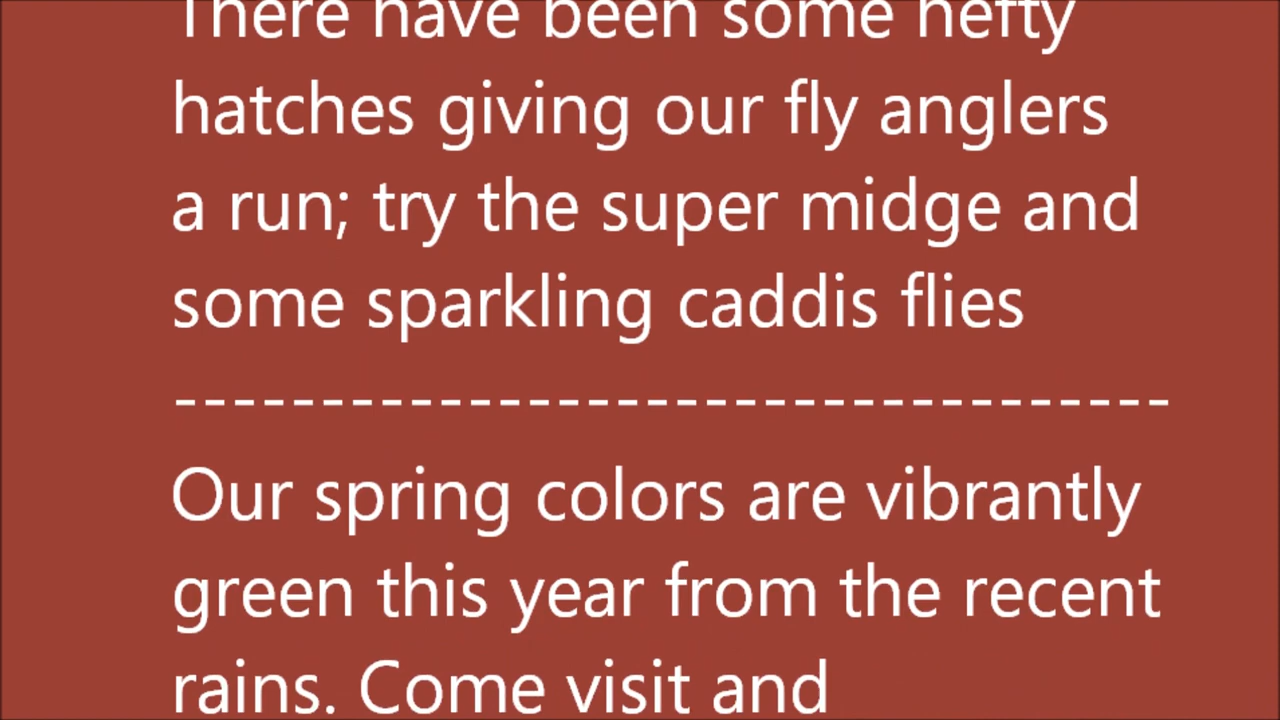 There have been some hefty
hatches giving our fly anglers
a run; try the super midge and
some sparkling caddis flies
----------------------------------
Our spring colors are vibrantly
green this year from the recent
rains. Come visit and